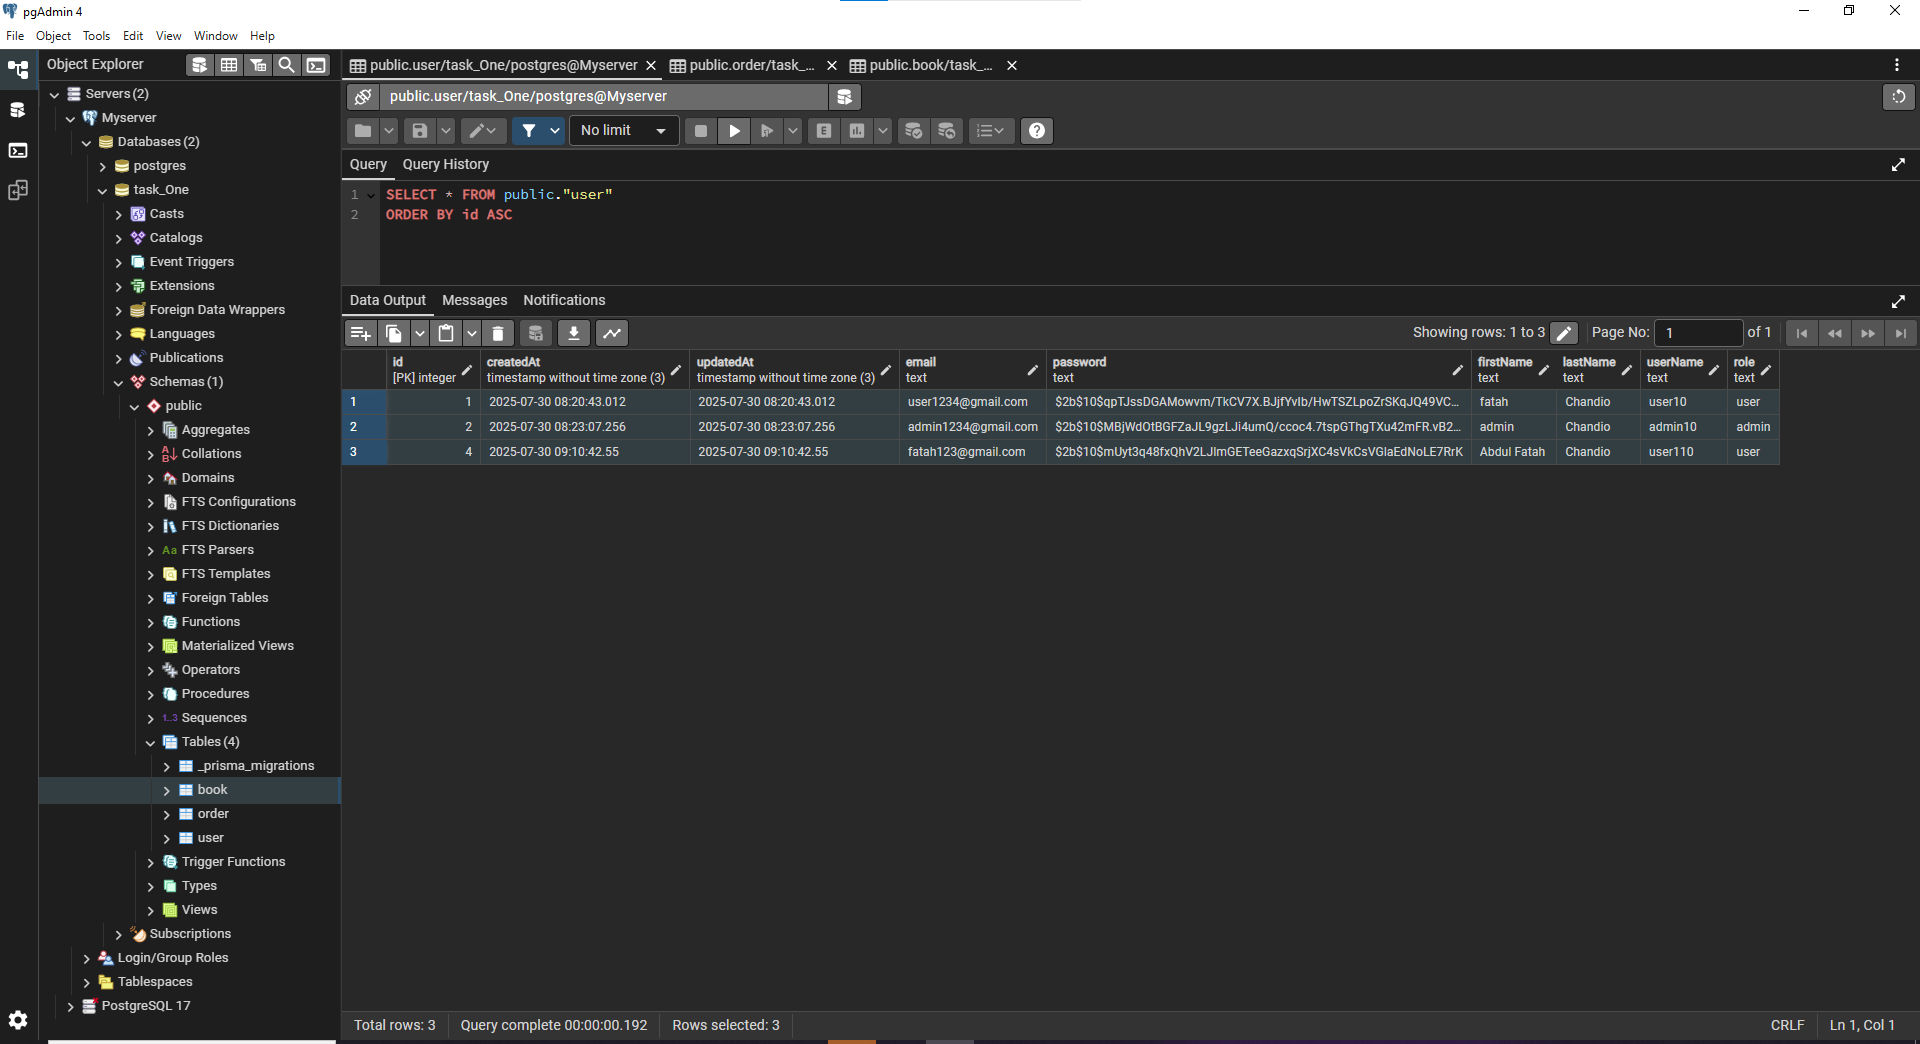 pgAdmin 4
File Object Tools Edit View Window Help
Object Explorer
Servers (2)
Myserver
Databases (2)
postgres
task_One
Casts
Catalogs
Event Triggers
Extensions
Foreign Data Wrappers
Languages
Publications
Schemas (1)
public
Aggregates
Collations
Domains
FTS Configurations
FTS Dictionaries
Aa FTS Parsers
FTS Templates
Foreign Tables
Functions
Materialized Views
Operators
Procedures
1..3 Sequences
Tables (4)
_prisma_migrations
book
order
user
Trigger Functions
Types
Views
Subscriptions
Login/Group Roles
Tablespaces
PostgreSQL 17
public.user/task_One/postgres@Myserver public.order/task_... public.book/task_...
public.user/task_One/postgres@Myserver
No limit
Query Query History
1 SELECT * FROM public."user"
2 ORDER BY id ASC
Data Output Messages Notifications
Showing rows: 1 to 3 Page No: 1 of 1
id createdAt updatedAt email password firstName lastName userName role
[PK] integer timestamp without time zone (3) timestamp without time zone (3) text text text text text text
1 1 2025-07-30 08:20:43.012 2025-07-30 08:20:43.012 user1234@gmail.com $2b$10$qpTJssDGAMowvm/TkCV7X.BJjfYvIb/HwTSZLpoZrSKqJQ49VC... fatah Chandio user10 user
2 2 2025-07-30 08:23:07.256 2025-07-30 08:23:07.256 admin1234@gmail.com $2b$10$MBjWdOtBGFZaJL9gzLJi4umQ/ccoc4.7tspGThgTXu42mFR.vB2... admin Chandio admin10 admin
3 4 2025-07-30 09:10:42.55 2025-07-30 09:10:42.55 fatah123@gmail.com $2b$10$mUyt3q48fxQhV2LJImGETeeGazxqSrjXC4sVkCsVGlaEdNoLE7RrK Abdul Fatah Chandio user110 user
Total rows: 3 Query complete 00:00:00.192 Rows selected: 3 CRLF Ln 1, Col 1